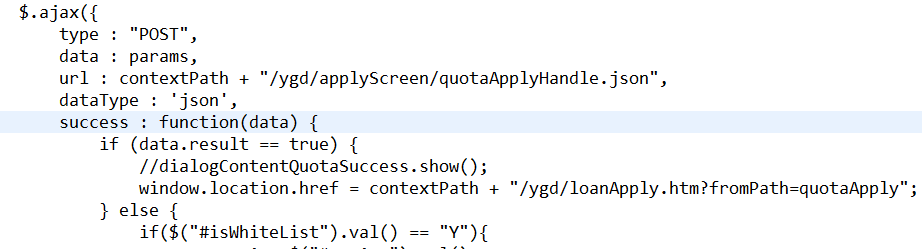 $.ajax({
type : "POST",
data : params,
url : contextPath + "/ygd/applyScreen/quotaApplyHandle.json",
dataType : 'json',
success : function(data) {
if (data.result == true) {
//dialogContentQuotaSuccess.show();
window.location.href = contextPath + "/ygd/loanApply.htm?fromPath=quotaApply";
} else {
if($("#isWhiteList").val() == "Y"){